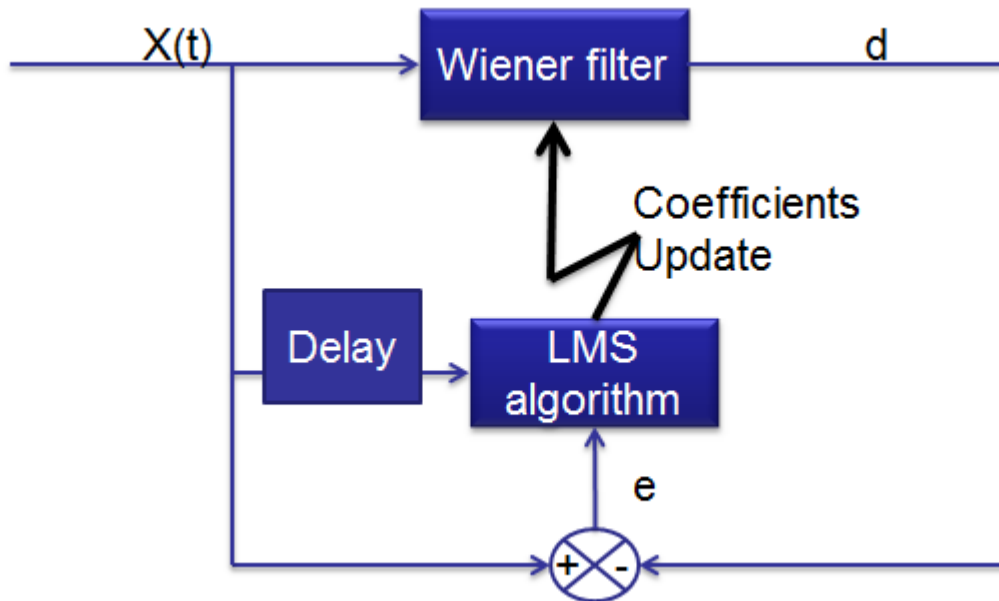 X(t)
Wiener filter
d
Coefficients
Update
Delay
LMS
algorithm
e
+
-